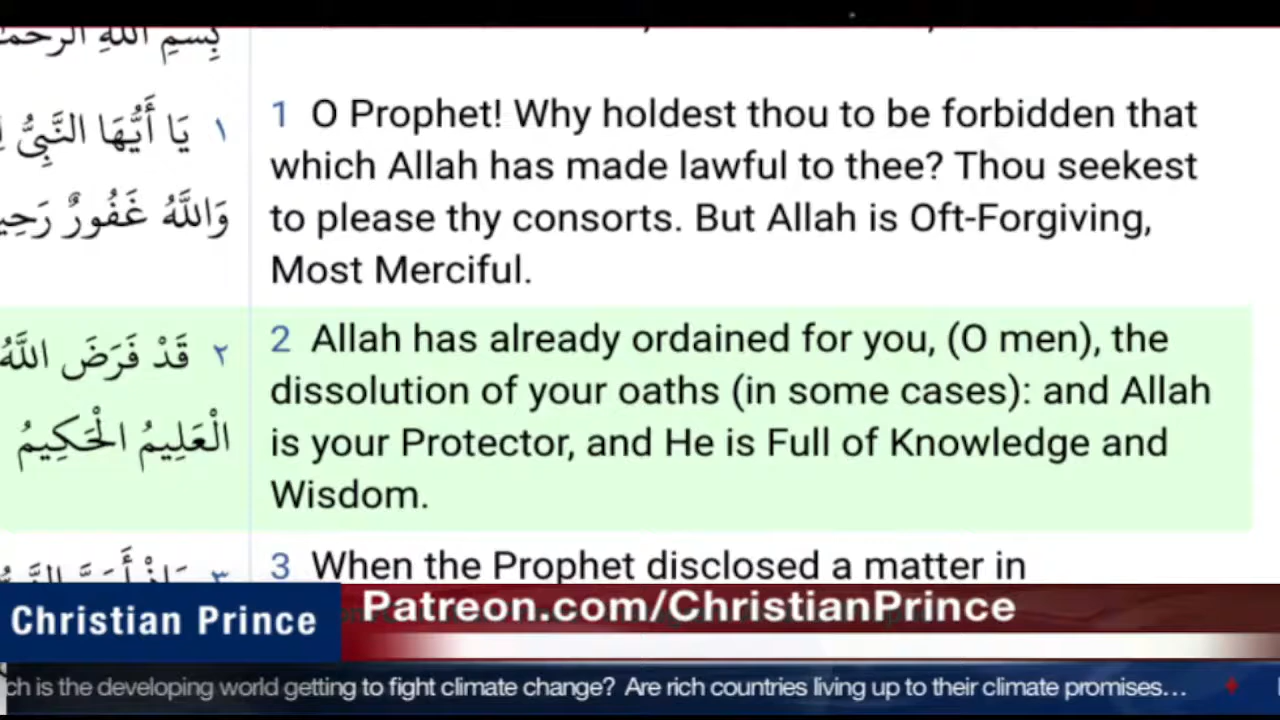 بِسْمِ اللَّهِ
١ يَا أَيُّهَا النَّبِيُّ
وَاللَّهُ غَفُورٌ
1 O Prophet! Why holdest thou to be forbidden that
which Allah has made lawful to thee? Thou seekest
to please thy consorts. But Allah is Oft-Forgiving,
Most Merciful.
٢ قَدْ فَرَضَ اللَّهُ
الْعَلِيمُ الْحَكِيمُ
2 Allah has already ordained for you, (O men), the
dissolution of your oaths (in some cases): and Allah
is your Protector, and He is Full of Knowledge and
Wisdom.
٣
3 When the Prophet disclosed a matter in
Christian Prince
Patreon.com/ChristianPrince
is the developing world getting to fight climate change? Are rich countries living up to their climate promises...